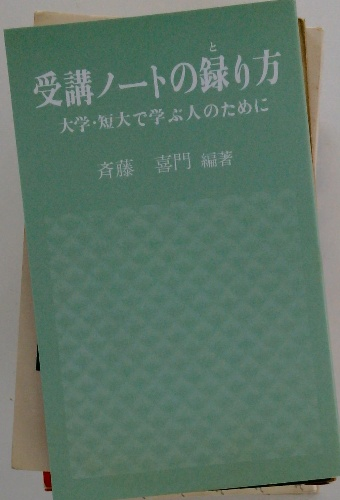 受講ノートの録り方
と
大学・短大で学ぶ人のために
斉藤 喜門 編著